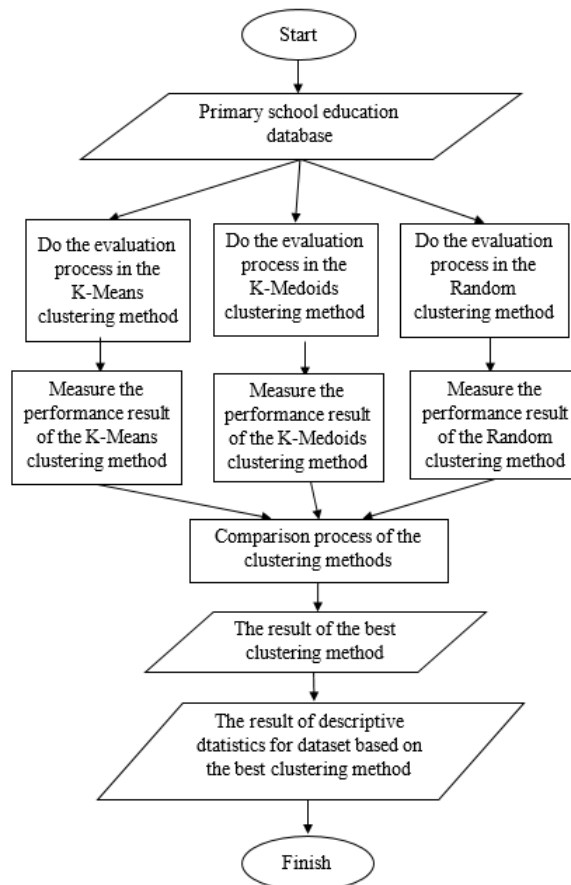 Start
Primary school education
database
Do the evaluation
process in the
K-Means
clustering method
Do the evaluation
process in the
K-Medoids
clustering method
Do the evaluation
process in the
Random
clustering method
Measure the
performance result
of the K-Means
clustering method
Measure the
performance result
of the K-Medoids
clustering method
Measure the
performance result
of the Random
clustering method
Comparison process of the
clustering methods
The result of the best
clustering method
The result of descriptive
dtatistics for dataset based on
the best clustering method
Finish